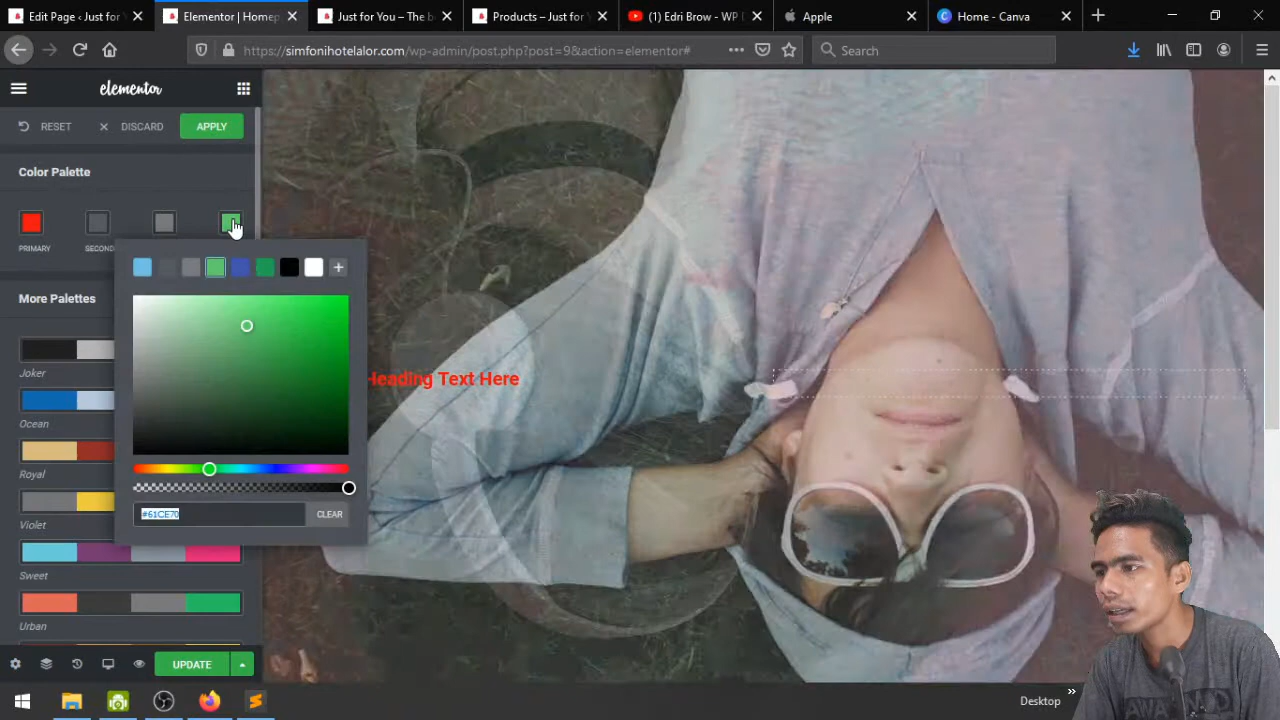 Edit Page ‹ Just for Y
Elementor | Homep
Just for You – The b
Products – Just for Y
(1) Edri Brow - WP D
Apple
Home - Canva
https://simfonihotelalor.com/wp-admin/post.php?post=9&action=elementor#
Search
elementor
RESET
DISCARD
APPLY
Color Palette
PRIMARY
SECOND
More Palettes
Joker
Ocean
Heading Text Here
Royal
Violet
#61CE70
CLEAR
Sweet
Urban
UPDATE
Desktop